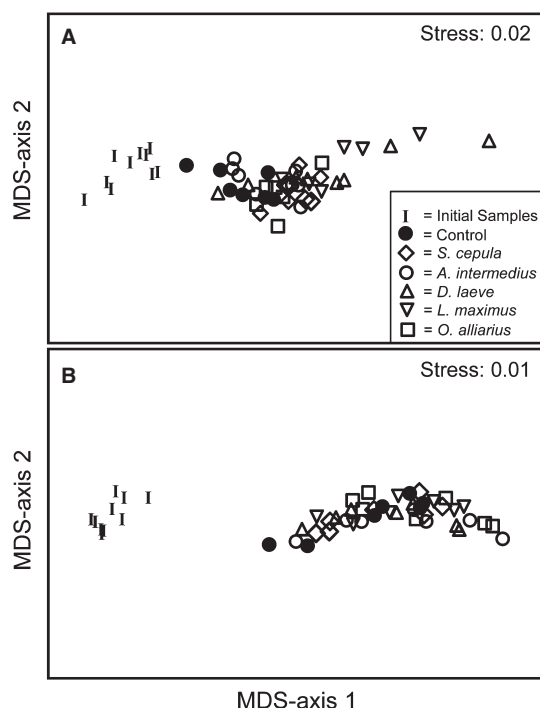 A
Stress: 0.02
MDS-axis 2
I = Initial Samples
● = Control
◇ = S. cepula
○ = A. intermedius
△ = D. laeve
▽ = L. maximus
□ = O. alliarius
B
Stress: 0.01
MDS-axis 2
MDS-axis 1